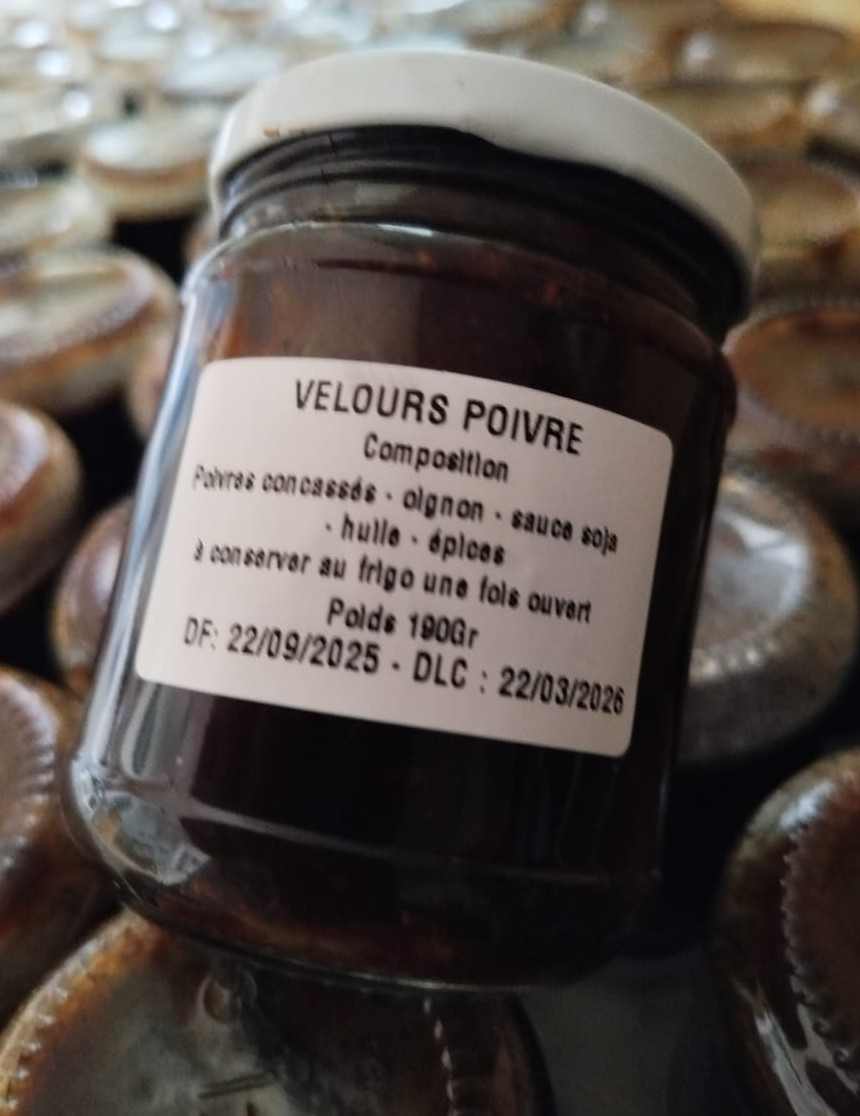 VELOURS POIVRE
Composition
Poivres concassés - oignon - sauce soja
- huile - épices
à conserver au frigo une fois ouvert
Poids 190Gr
DF: 22/09/2025 - DLC : 22/03/2026